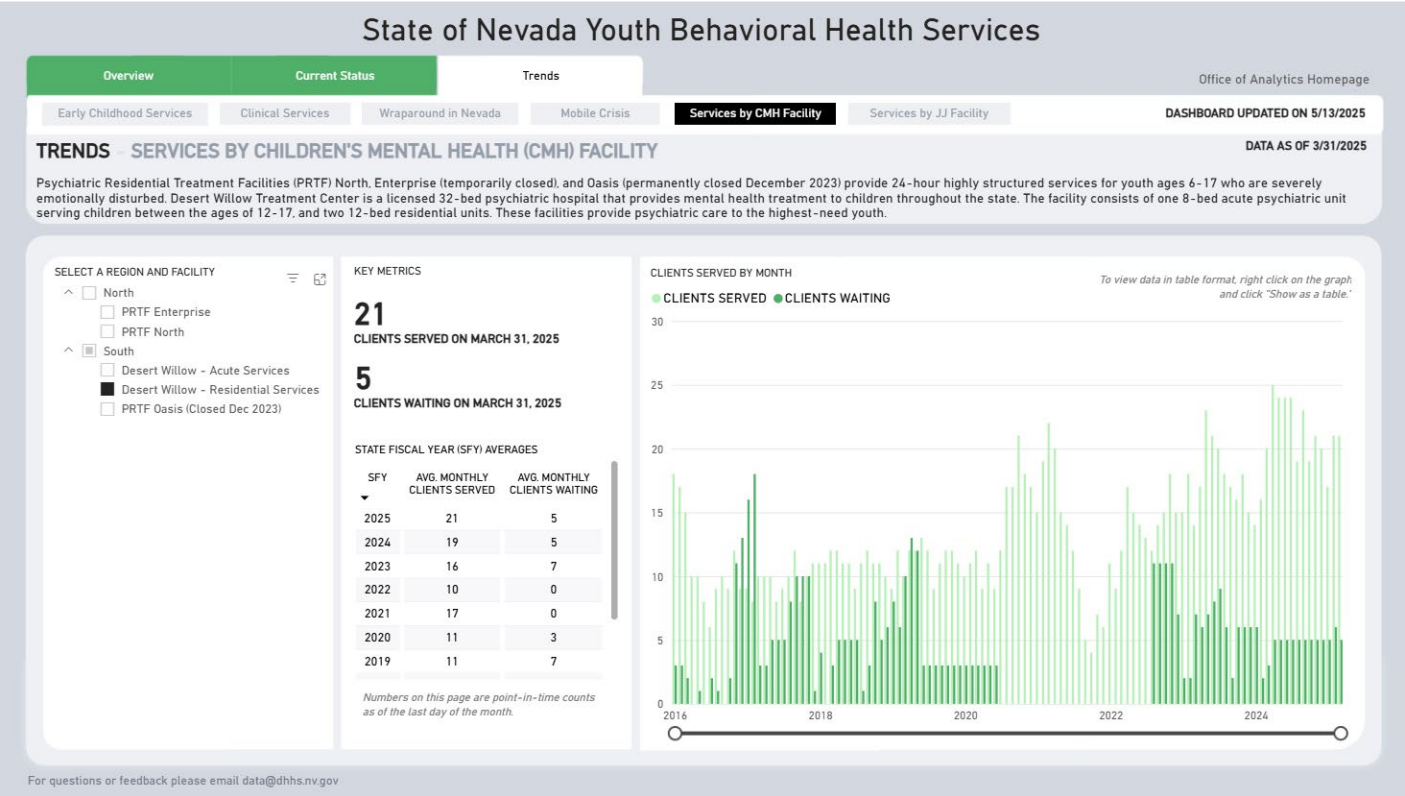 State of Nevada Youth Behavioral Health Services
Overview
Current Status
Trends
Office of Analytics Homepage
Early Childhood Services
Clinical Services
Wraparound in Nevada
Mobile Crisis
Services by CMH Facility
Services by JJ Facility
DASHBOARD UPDATED ON 5/13/2025
TRENDS - SERVICES BY CHILDREN'S MENTAL HEALTH (CMH) FACILITY
DATA AS OF 3/31/2025
Psychiatric Residential Treatment Facilities (PRTF) North, Enterprise (temporarily closed), and Oasis (permanently closed December 2023) provide 24-hour highly structured services for youth ages 6-17 who are severely
emotionally disturbed. Desert Willow Treatment Center is a licensed 32-bed psychiatric hospital that provides mental health treatment to children throughout the state. The facility consists of one 8-bed acute psychiatric unit
serving children between the ages of 12-17, and two 12-bed residential units. These facilities provide psychiatric care to the highest-need youth.
SELECT A REGION AND FACILITY
North
PRTF Enterprise
PRTF North
South
Desert Willow - Acute Services
Desert Willow - Residential Services
PRTF Oasis (Closed Dec 2023)
KEY METRICS
21
CLIENTS SERVED ON MARCH 31, 2025
5
CLIENTS WAITING ON MARCH 31, 2025
STATE FISCAL YEAR (SFY) AVERAGES
SFY AVG. MONTHLY CLIENTS SERVED AVG. MONTHLY CLIENTS WAITING
2025 21 5
2024 19 5
2023 16 7
2022 10 0
2021 17 0
2020 11 3
2019 11 7
Numbers on this page are point-in-time counts
as of the last day of the month.
CLIENTS SERVED BY MONTH
To view data in table format, right click on the graph
and click "Show as a table."
CLIENTS SERVED CLIENTS WAITING
30
25
20
15
10
5
0
2016 2018 2020 2022 2024
For questions or feedback please email data@dhhs.nv.gov